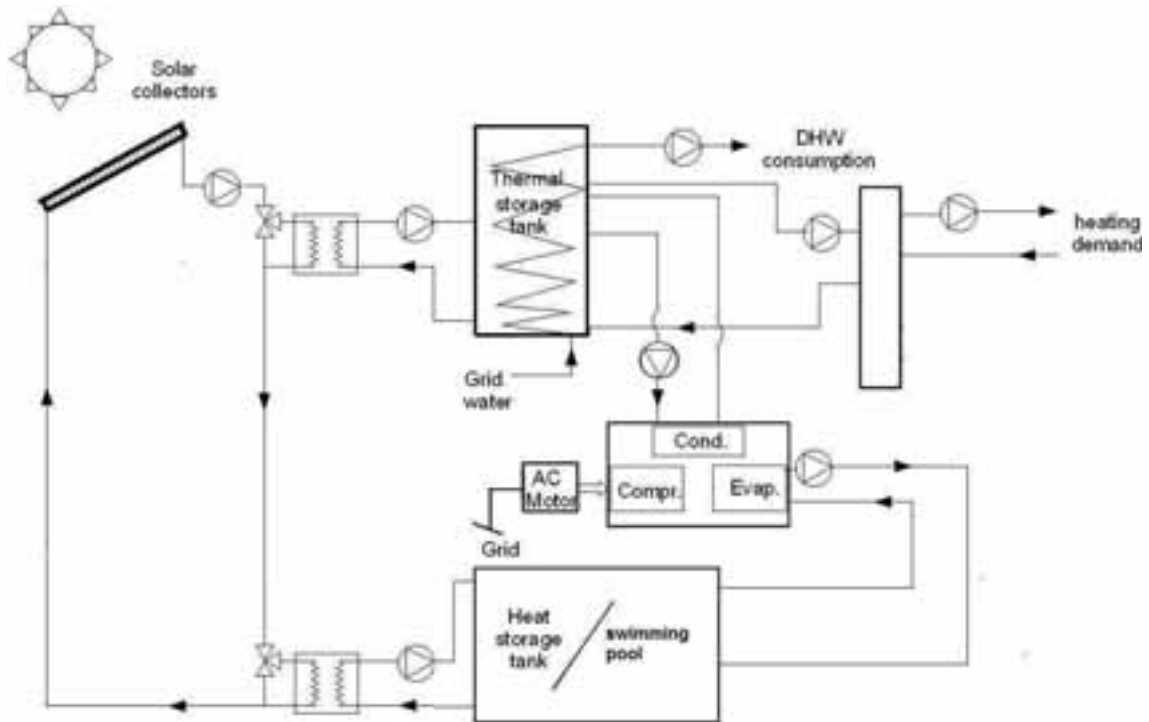 Solar
collectors
DHW
consumption
Thermal
storage
tank
heating
demand
Grid.
water
Cond.
AC
Motor
Compr.
Evap.
Grid
Heat
storage
tank
swimming
pool